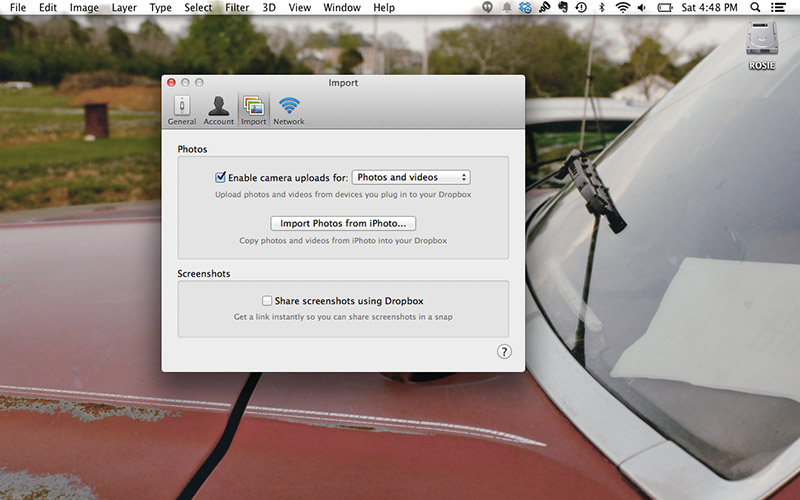 File Edit Image Layer Type Select Filter 3D View Window Help Sat 4:48 PM
ROSIE
Import
General Account Import Network
Photos
Enable camera uploads for: Photos and videos
Upload photos and videos from devices you plug in to your Dropbox
Import Photos from iPhoto...
Copy photos and videos from iPhoto into your Dropbox
Screenshots
Share screenshots using Dropbox
Get a link instantly so you can share screenshots in a snap
?